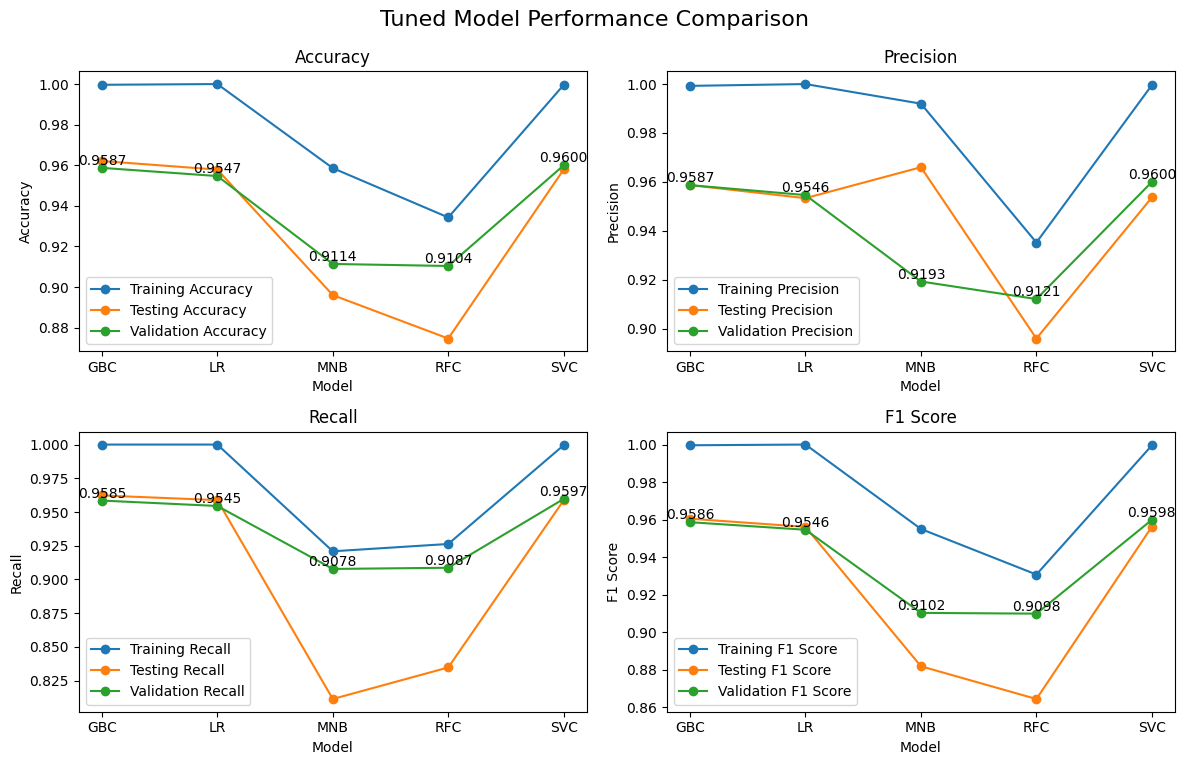 Tuned Model Performance Comparison
Accuracy
Accuracy
1.00
0.98
0.96
0.94
0.92
0.90
0.88
0.9587
0.9547
0.9114
0.9104
0.9600
Training Accuracy
Testing Accuracy
Validation Accuracy
GBC LR MNB RFC SVC
Model
Precision
Precision
1.00
0.98
0.96
0.94
0.92
0.90
0.9587
0.9546
0.9193
0.9121
0.9600
Training Precision
Testing Precision
Validation Precision
GBC LR MNB RFC SVC
Model
Recall
Recall
1.000
0.975
0.950
0.925
0.900
0.875
0.850
0.825
0.9585
0.9545
0.9078
0.9087
0.9597
Training Recall
Testing Recall
Validation Recall
GBC LR MNB RFC SVC
Model
F1 Score
F1 Score
1.00
0.98
0.96
0.94
0.92
0.90
0.88
0.86
0.9586
0.9546
0.9102
0.9098
0.9598
Training F1 Score
Testing F1 Score
Validation F1 Score
GBC LR MNB RFC SVC
Model